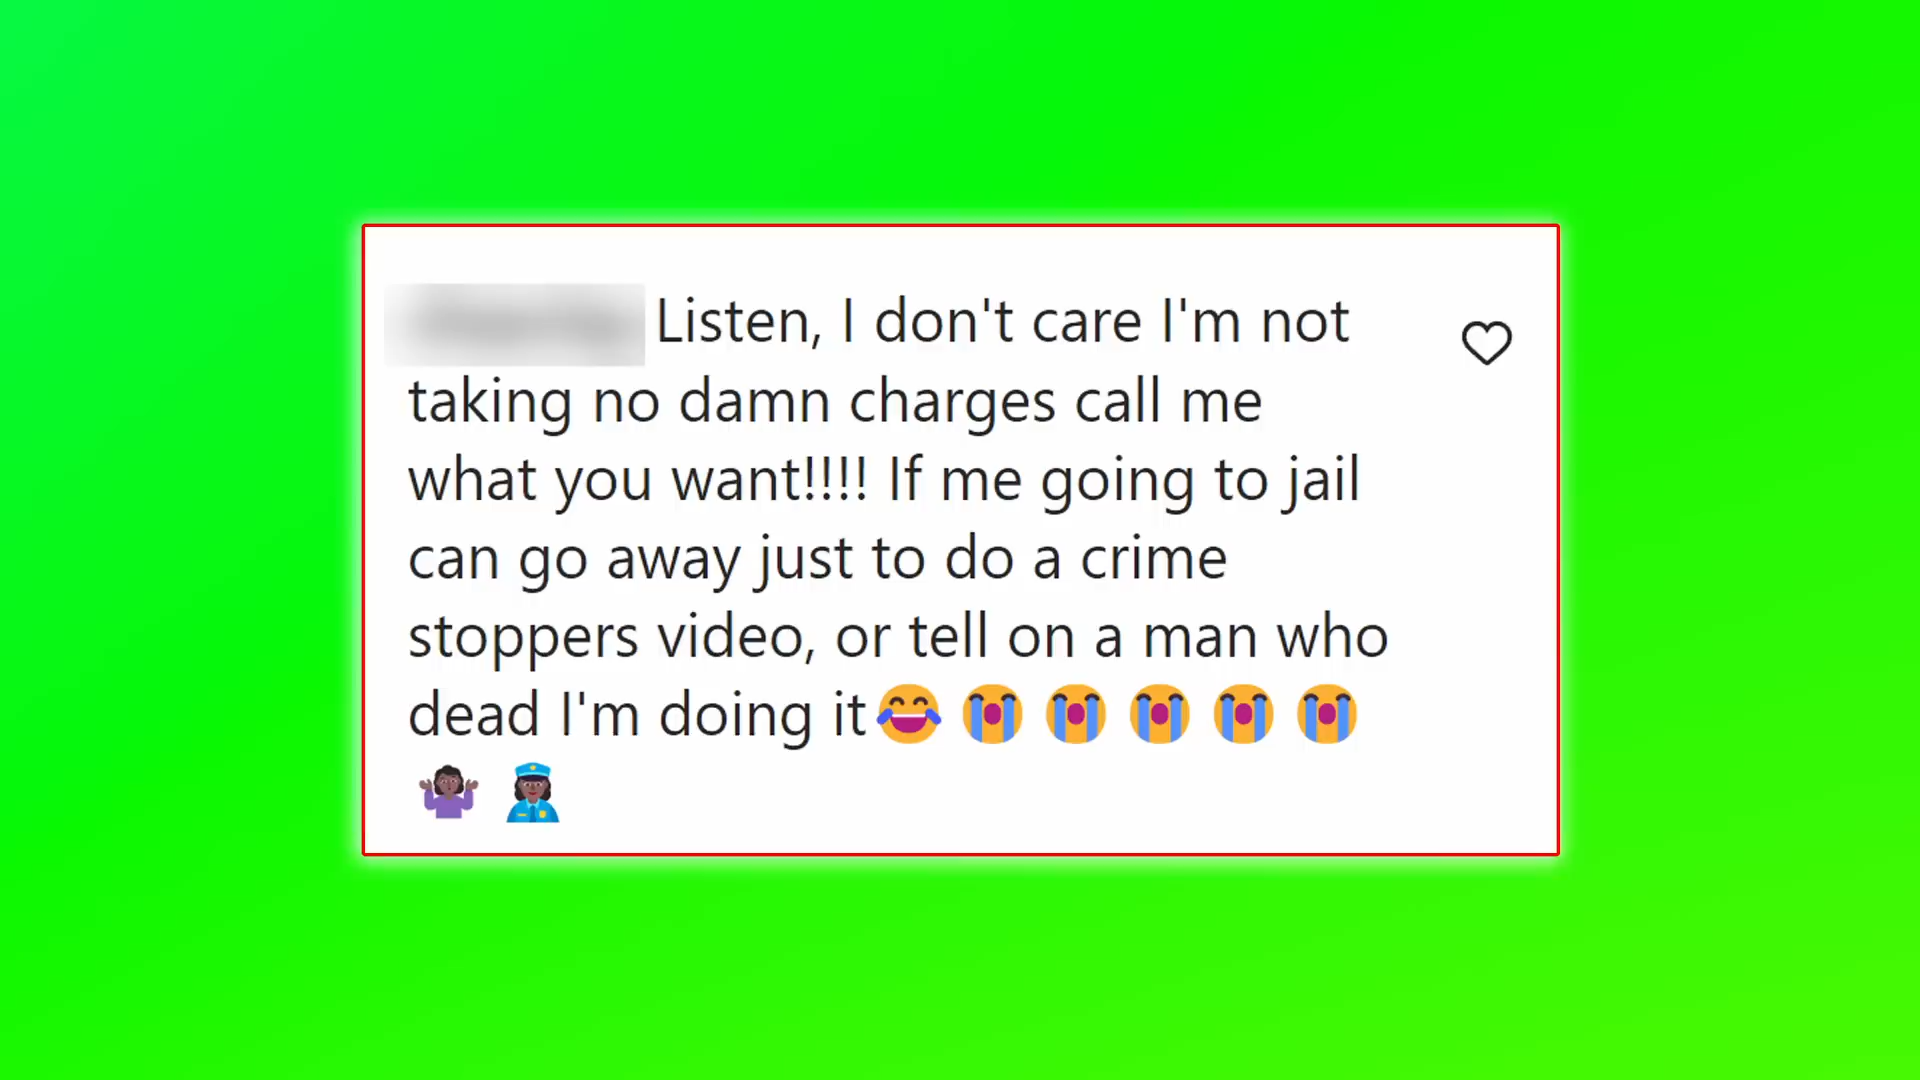 Listen, I don't care I'm not
taking no damn charges call me
what you want!!!! If me going to jail
can go away just to do a crime
stoppers video, or tell on a man who
dead I'm doing it😂😭😭😭😭😭
🤷🏿‍♀️👮🏿‍♀️